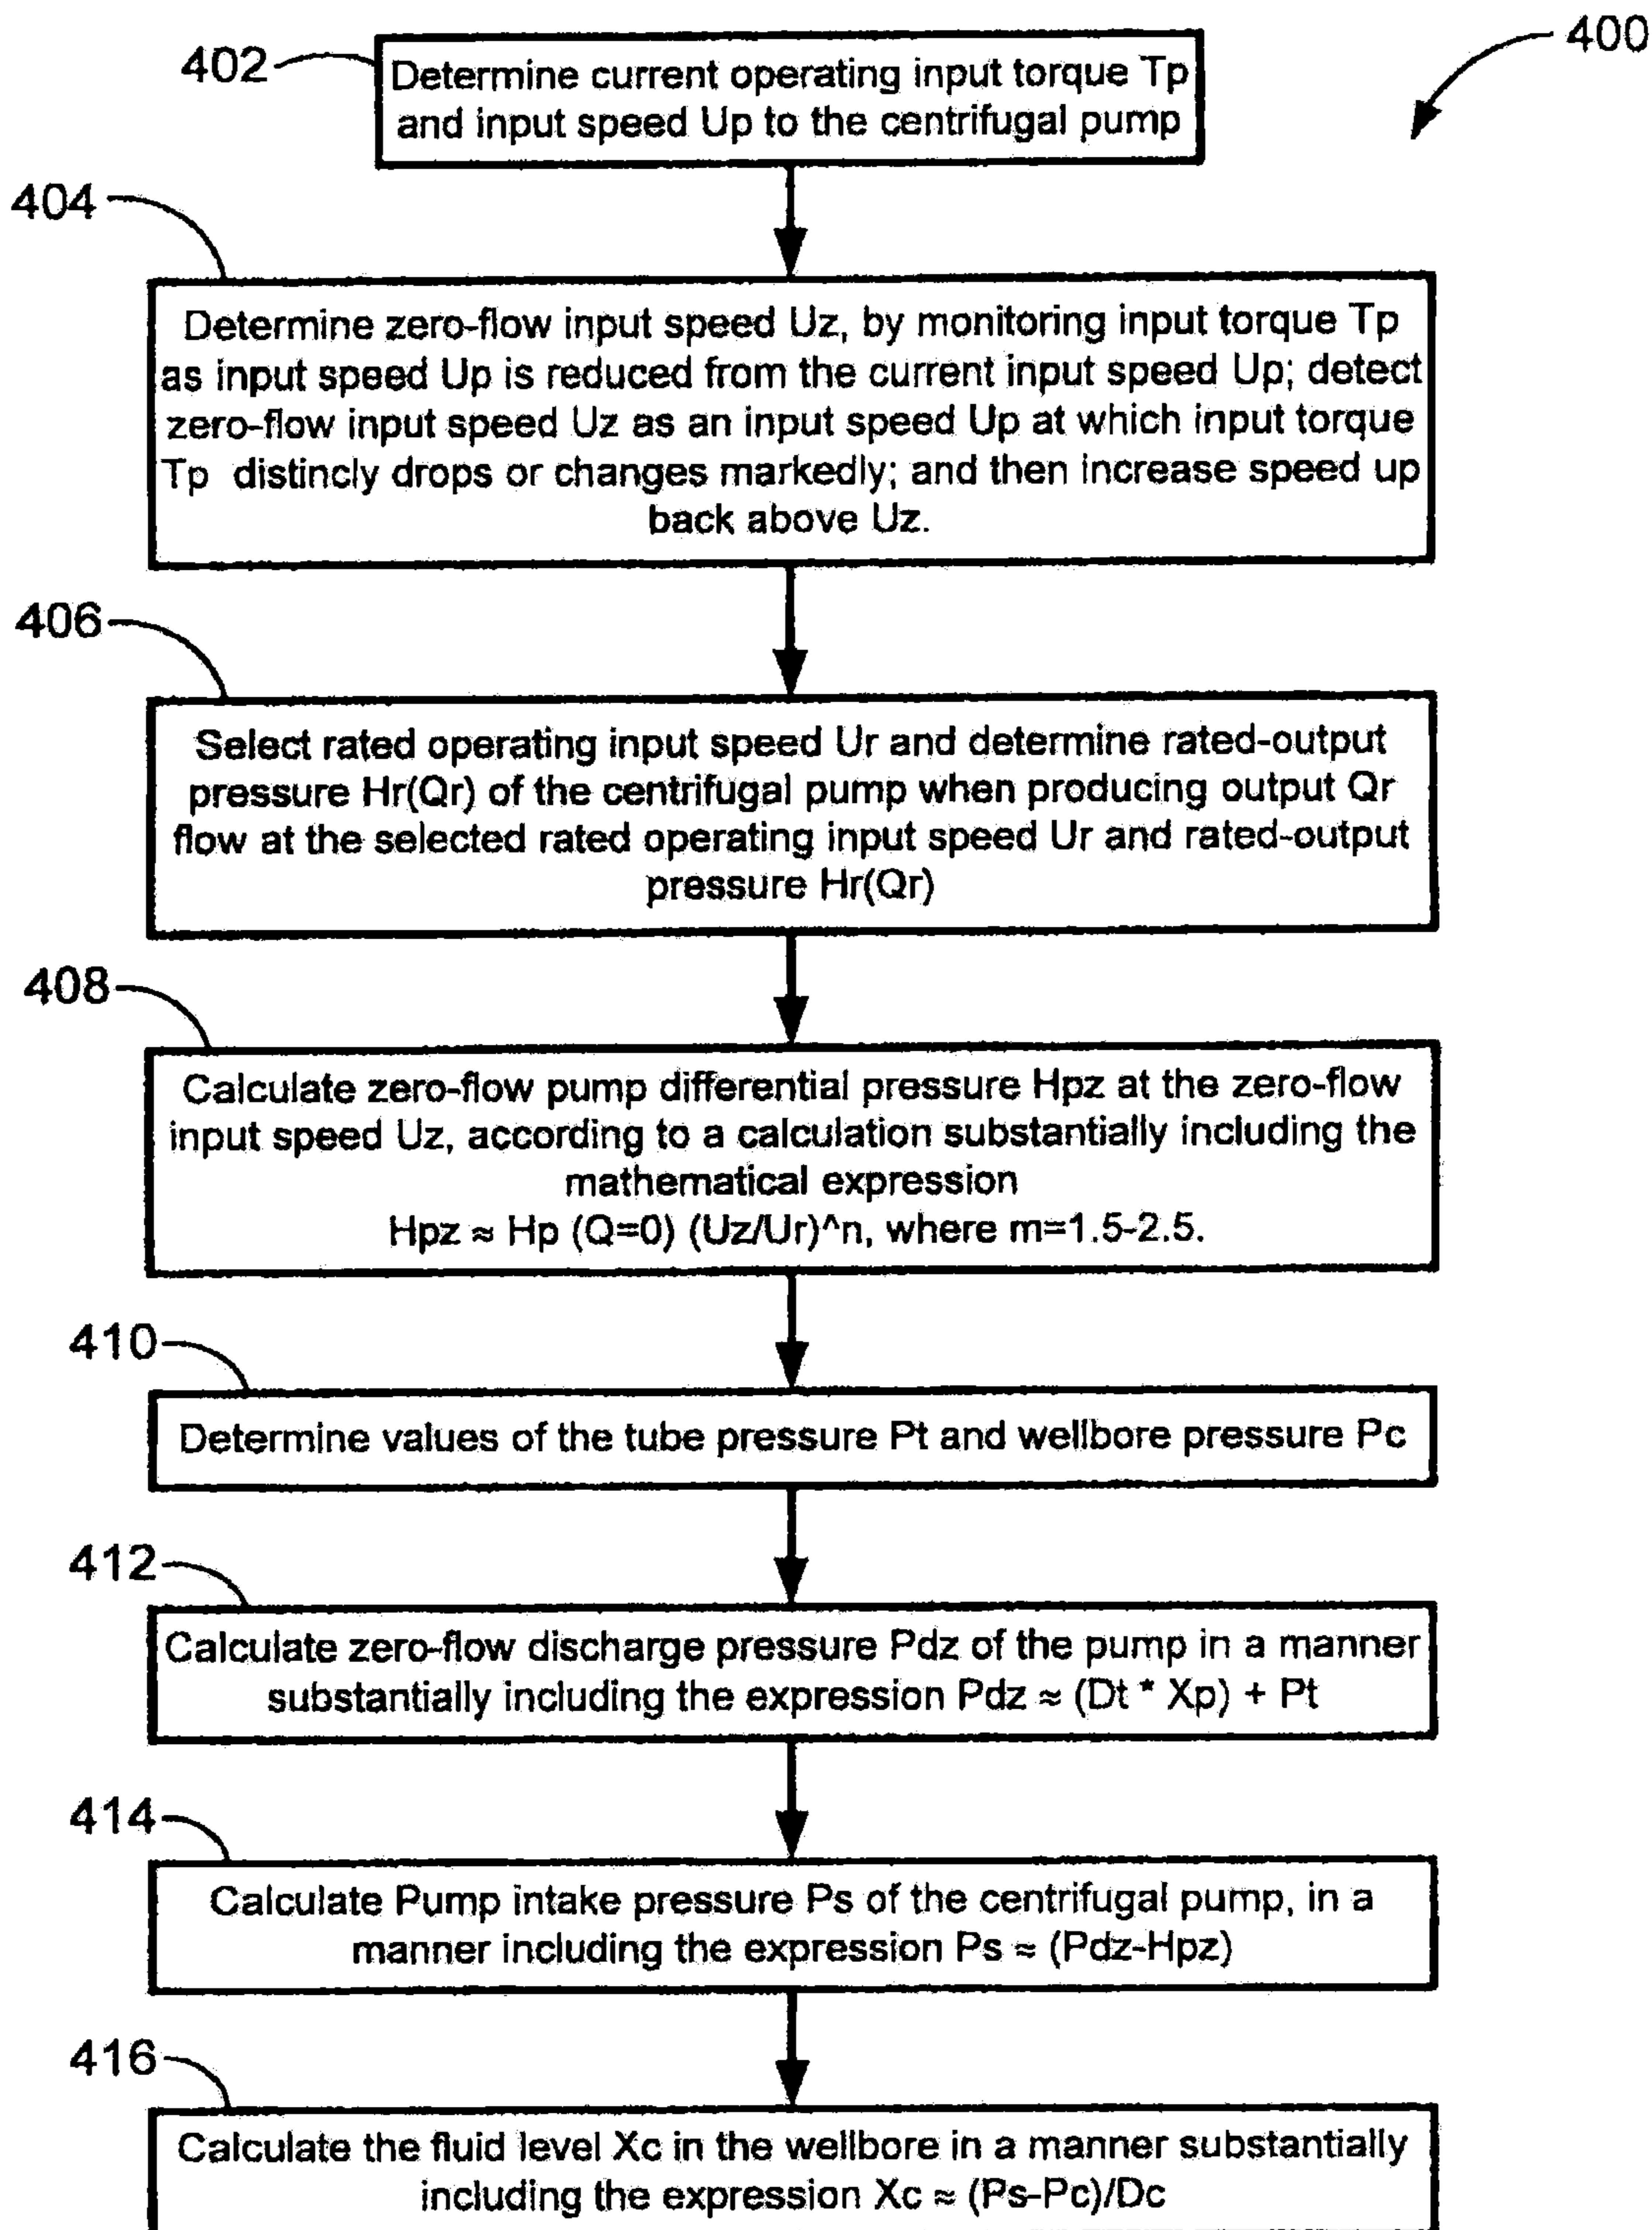 400
402
Determine current operating input torque Tp
and input speed Up to the centrifugal pump
404
Determine zero-flow input speed Uz, by monitoring input torque Tp
as input speed Up is reduced from the current input speed Up; detect
zero-flow input speed Uz as an input speed Up at which input torque
Tp distincly drops or changes markedly; and then increase speed up
back above Uz.
406
Select rated operating input speed Ur and determine rated-output
pressure Hr(Qr) of the centrifugal pump when producing output Qr
flow at the selected rated operating input speed Ur and rated-output
pressure Hr(Qr)
408
Calculate zero-flow pump differential pressure Hpz at the zero-flow
input speed Uz, according to a calculation substantially including the
mathematical expression
Hpz ≈ Hp (Q=0) (Uz/Ur)^n, where m=1.5-2.5.
410
Determine values of the tube pressure Pt and wellbore pressure Pc
412
Calculate zero-flow discharge pressure Pdz of the pump in a manner
substantially including the expression Pdz ≈ (Dt * Xp) + Pt
414
Calculate Pump intake pressure Ps of the centrifugal pump, in a
manner including the expression Ps ≈ (Pdz-Hpz)
416
Calculate the fluid level Xc in the wellbore in a manner substantially
including the expression Xc ≈ (Ps-Pc)/Dc